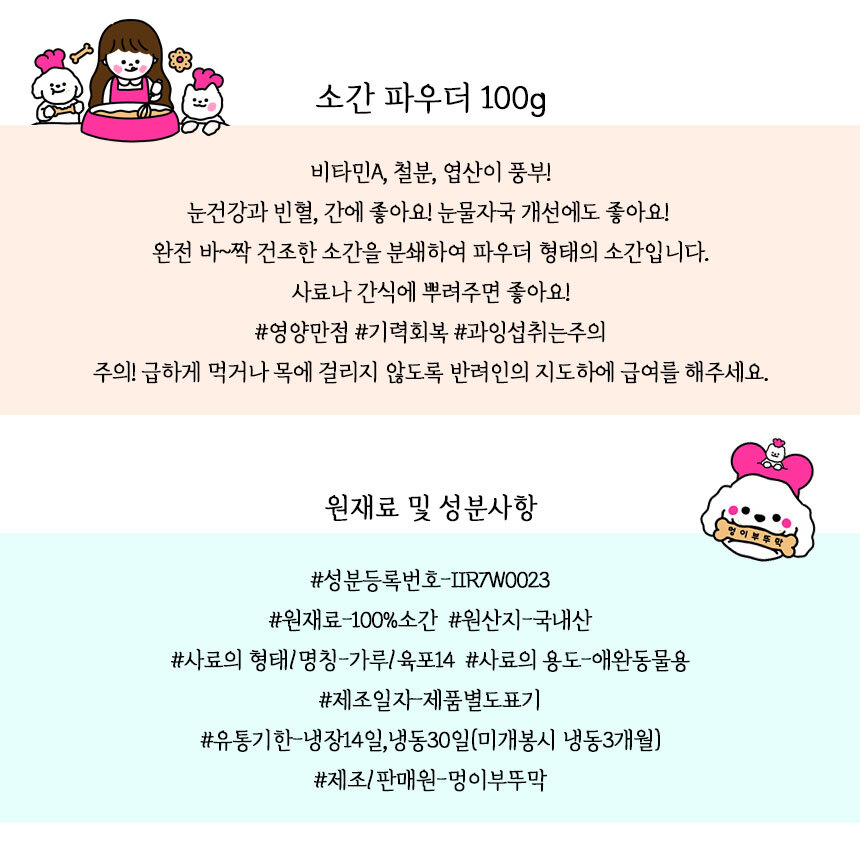 소간 파우더 100g
비타민A, 철분, 엽산이 풍부!
눈건강과 빈혈, 간에 좋아요! 눈물자국 개선에도 좋아요!
완전 바~짝 건조한 소간을 분쇄하여 파우더 형태의 소간입니다.
사료나 간식에 뿌려주면 좋아요!
#영양만점 #기력회복 #과잉섭취는주의
주의! 급하게 먹거나 목에 걸리지 않도록 반려인의 지도하에 급여를 해주세요.
원재료 및 성분사항
멍이부뚜막
#성분등록번호-IIR7W0023
#원재료-100%소간 #원산지-국내산
#사료의 형태/명칭-가루/육포14 #사료의 용도-애완동물용
#제조일자-제품별도표기
#유통기한-냉장14일,냉동30일(미개봉시 냉동3개월)
#제조/판매원-멍이부뚜막